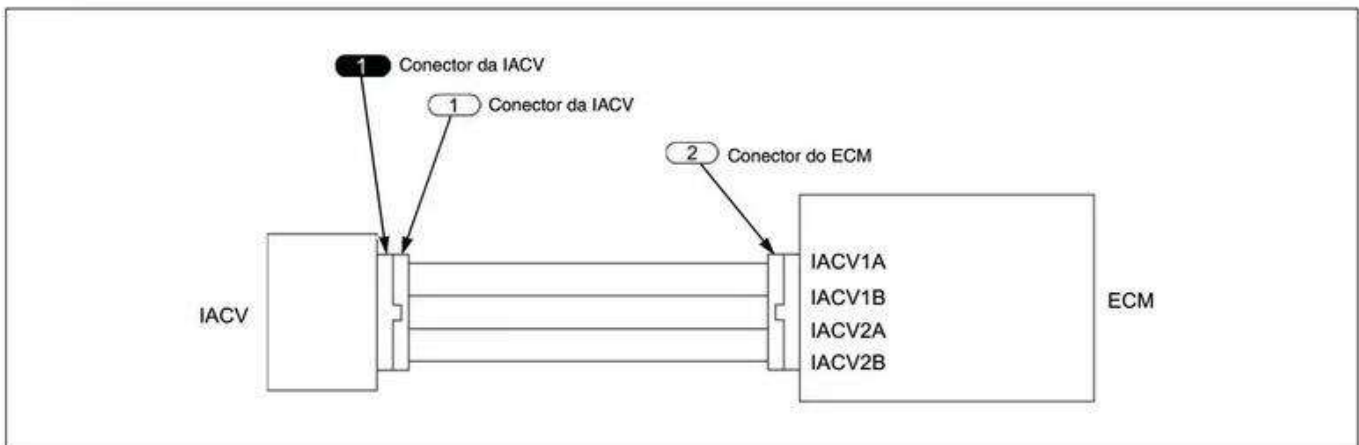 1 Conector da IACV
1 Conector da IACV
2 Conector do ECM
IACV1A
IACV1B
IACV ECM
IACV2A
IACV2B